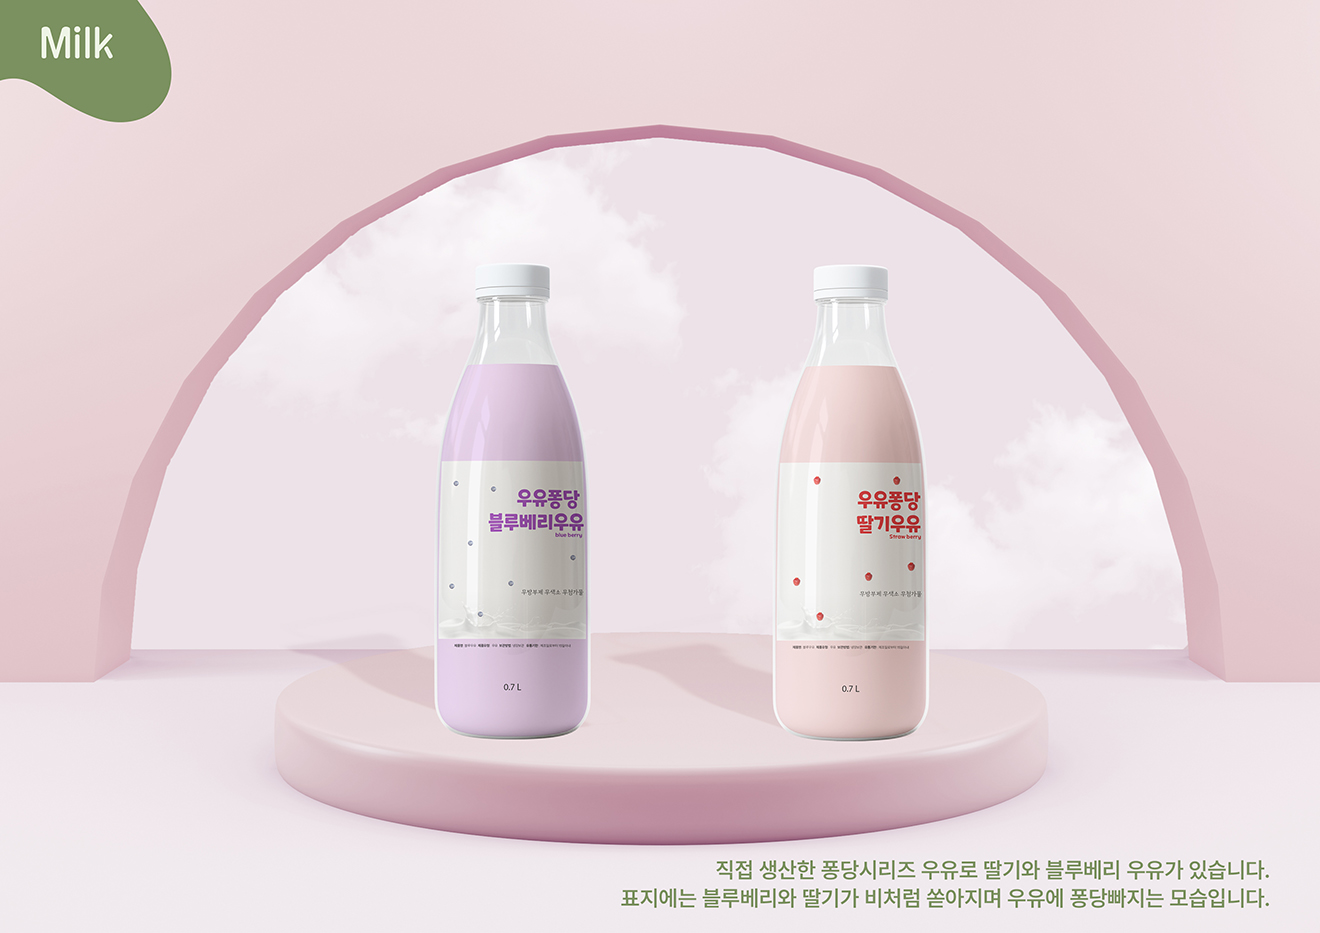 Milk
우유퐁당
블루베리우유
blue berry
무방부제 무색소 무첨가물
0.7 L
우유퐁당
딸기우유
Straw berry
무방부제 무색소 무첨가물
0.7 L
직접 생산한 퐁당시리즈 우유로 딸기와 블루베리 우유가 있습니다.
표지에는 블루베리와 딸기가 비처럼 쏟아지며 우유에 퐁당빠지는 모습입니다.